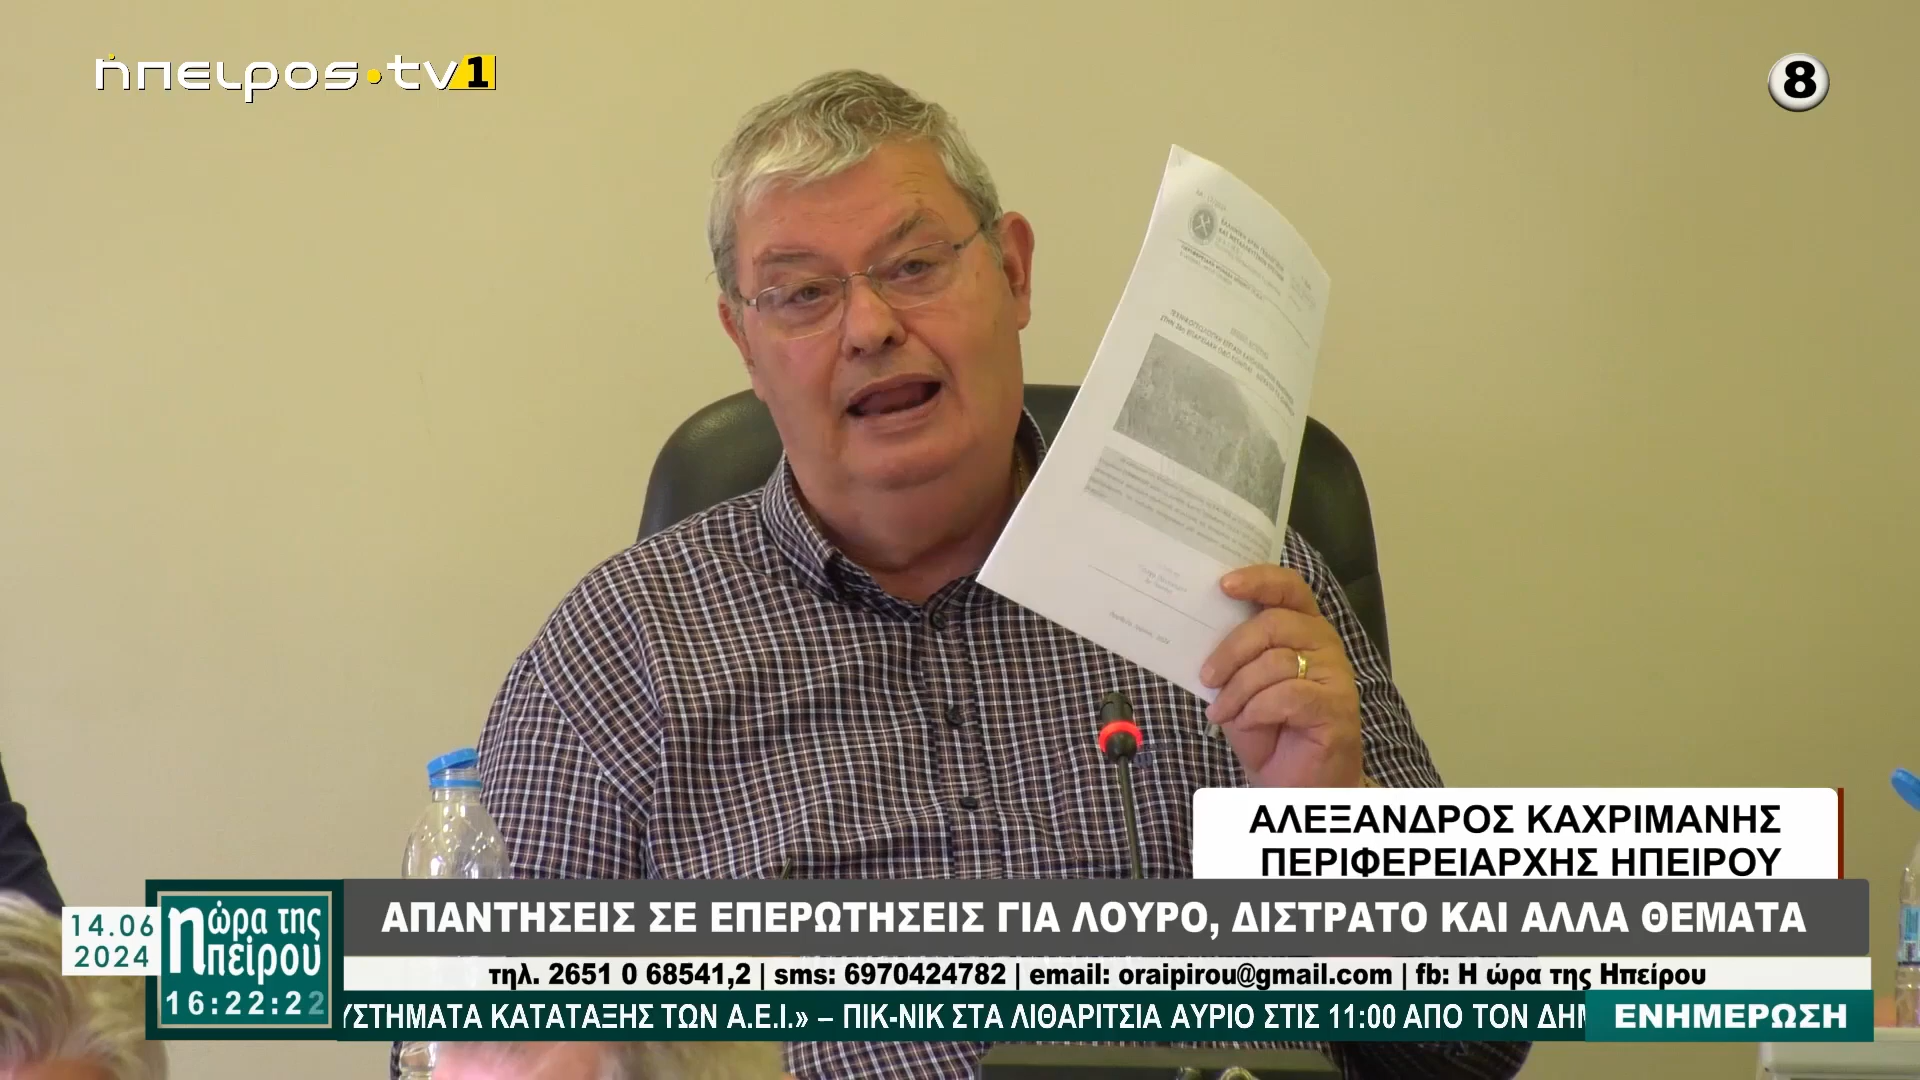 ήπειρος·tv1
8
ΑΛΕΞΑΝΔΡΟΣ ΚΑΧΡΙΜΑΝΗΣ
ΠΕΡΙΦΕΡΕΙΑΡΧΗΣ ΗΠΕΙΡΟΥ
14.06
2024
η ώρα της
ηπείρου
16:22:22
ΑΠΑΝΤΗΣΕΙΣ ΣΕ ΕΠΕΡΩΤΗΣΕΙΣ ΓΙΑ ΛΟΥΡΟ, ΔΙΣΤΡΑΤΟ ΚΑΙ ΑΛΛΑ ΘΕΜΑΤΑ
τηλ. 2651 0 68541,2 | sms: 6970424782 | email: oraipirou@gmail.com | fb: Η ώρα της Ηπείρου
ΥΣΤΗΜΑΤΑ ΚΑΤΑΤΑΞΗΣ ΤΩΝ Α.Ε.Ι.» – ΠΙΚ-ΝΙΚ ΣΤΑ ΛΙΘΑΡΙΤΣΙΑ ΑΥΡΙΟ ΣΤΙΣ 11:00 ΑΠΟ ΤΟΝ ΔΗΜ
ΕΝΗΜΕΡΩΣΗ